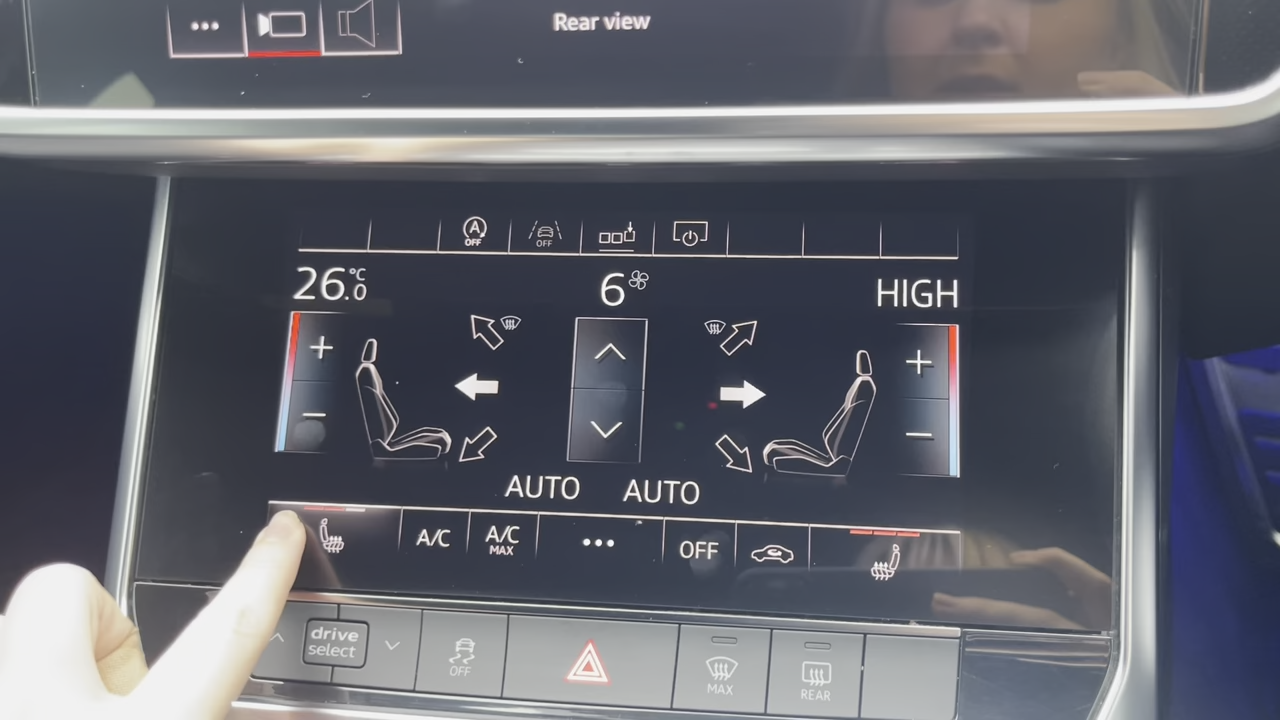 Rear view
OFF
OFF
26.0 °C
6
HIGH
AUTO AUTO
A/C
A/C MAX
OFF
drive select
OFF
MAX
REAR